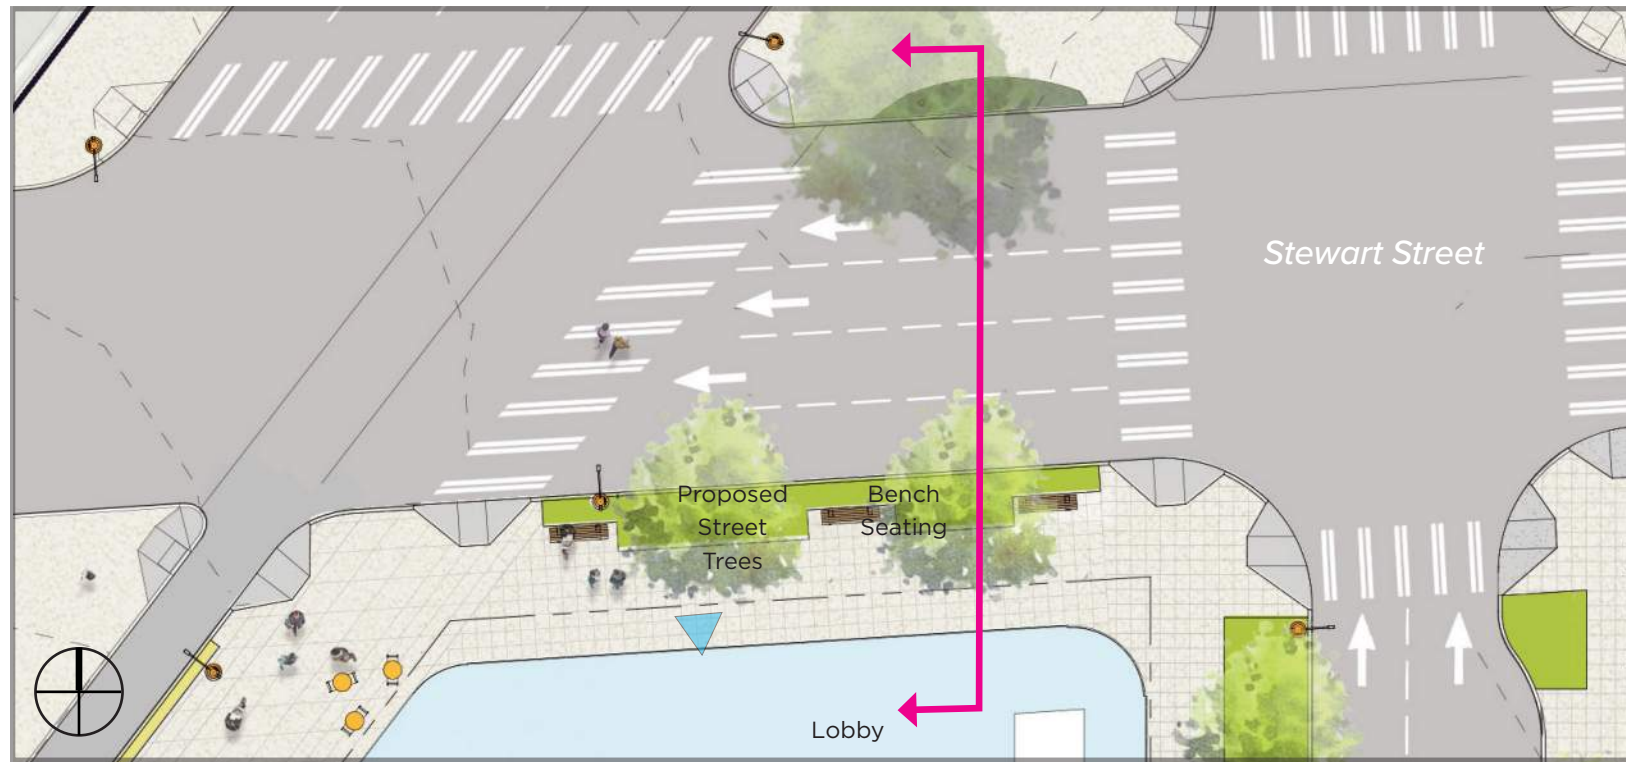 Stewart Street
Proposed
Street
Trees
Bench
Seating
Lobby